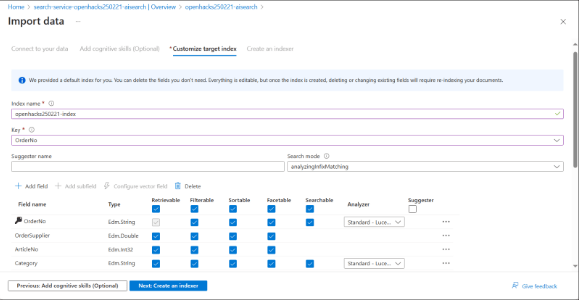 Home > search-service-openhacks250221-aisearch | Overview > openhacks250221-aisearch >
Import data ···
Connect to your data Add cognitive skills (Optional) * Customize target index Create an indexer
We provided a default index for you. You can delete the fields you don't need. Everything is editable, but once the index is created, deleting or changing existing fields will require re-indexing your documents.
Index name *
openhacks250221-index
Key *
OrderNo
Suggester name Search mode
analyzingInfixMatching
Add field Add subfield Configure vector field Delete
Field name Type Retrievable Filterable Sortable Facetable Searchable Analyzer Suggester
OrderNo Edm.String Standard - Luce... ···
OrderSupplier Edm.Double ···
ArticleNo Edm.Int32 ···
Category Edm.String Standard - Luce... ···
Previous: Add cognitive skills (Optional) Next: Create an indexer Give feedback